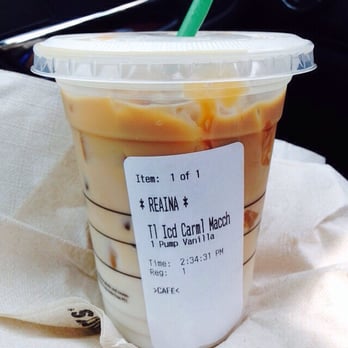 Item: 1 of 1
* REAINA *
Tl Icd Carml Macch
1 Pump Vanilla
Time: 2:34:31 PM
Reg: 1
>CAFE<